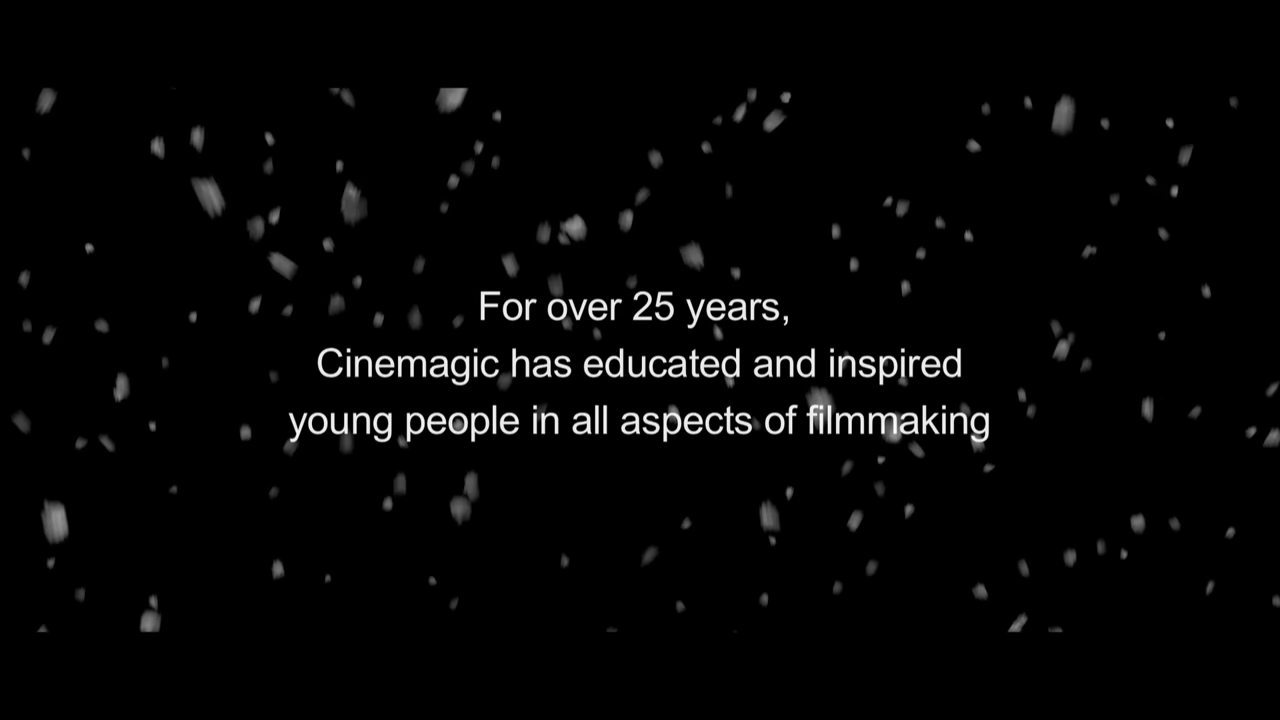 For over 25 years,
Cinemagic has educated and inspired
young people in all aspects of filmmaking